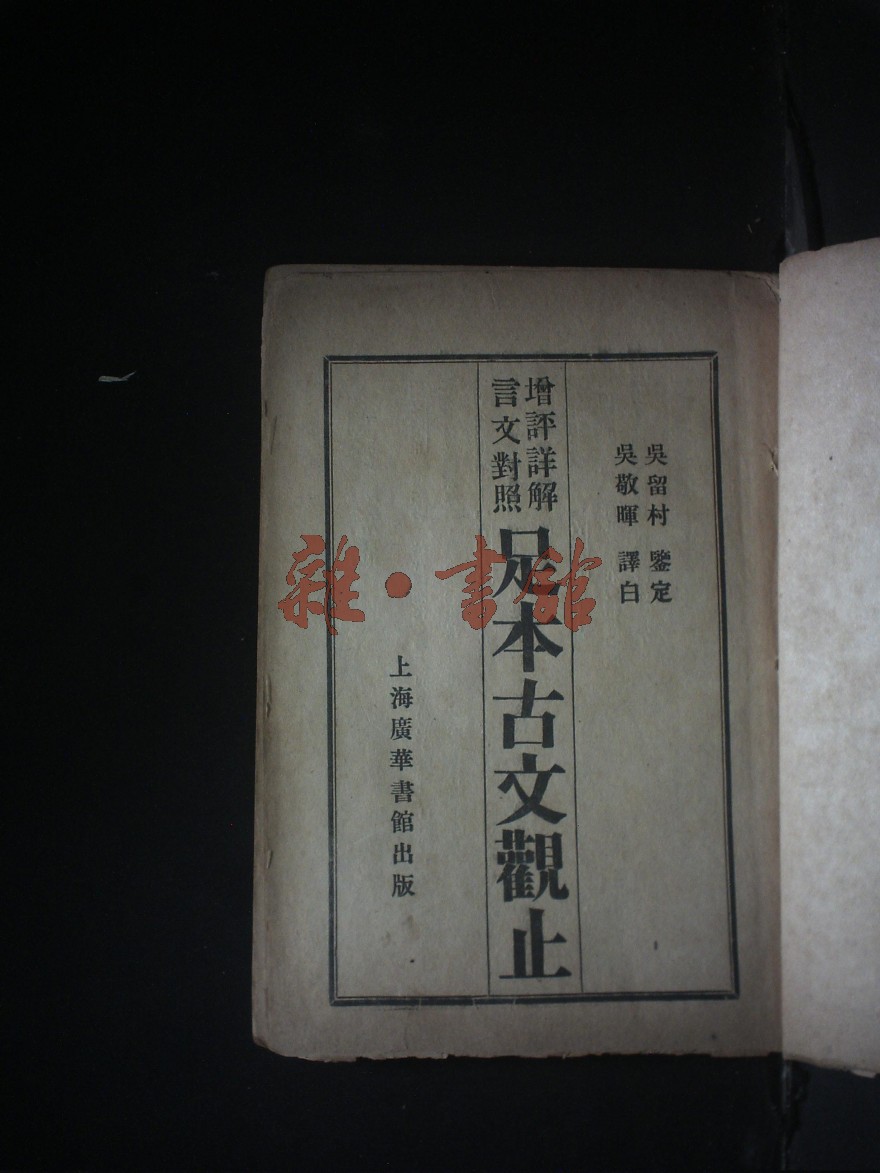 吳留村 鑒定
吳敬暉 譯白
增評詳解
言文對照
足本古文觀止
上海廣華書館出版
雜·書館